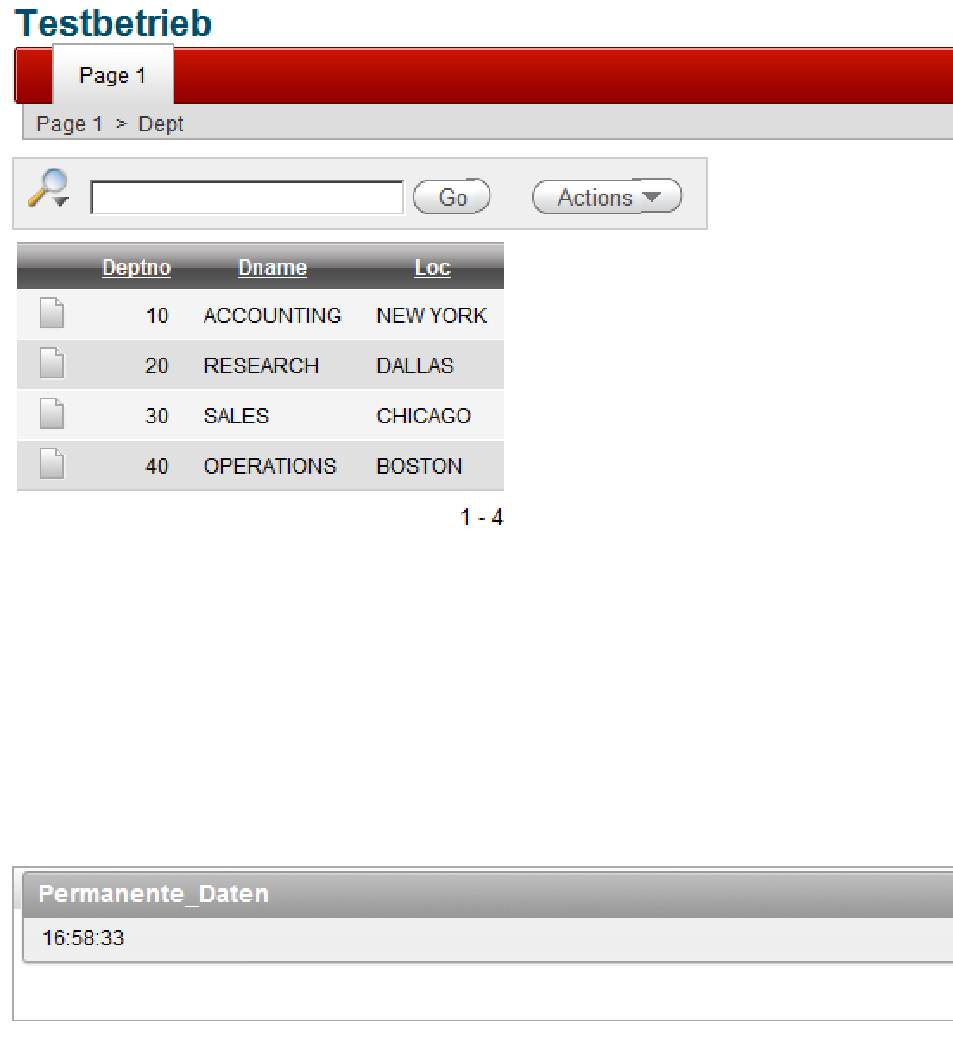 Testbetrieb
Page 1
Page 1 > Dept
Go Actions
Deptno Dname Loc
10 ACCOUNTING NEW YORK
20 RESEARCH DALLAS
30 SALES CHICAGO
40 OPERATIONS BOSTON
1 - 4
Permanente_Daten
16:58:33